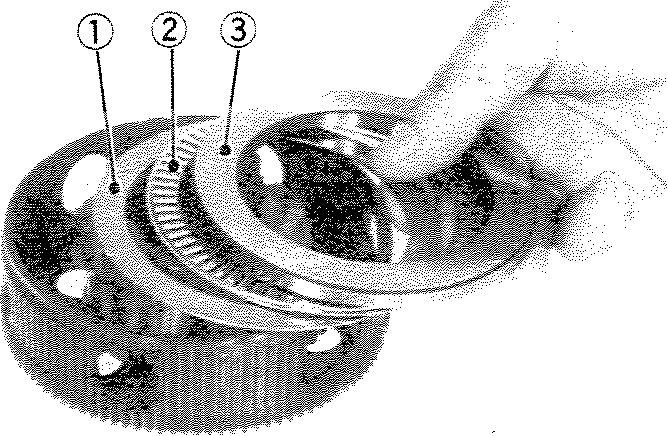 ① ② ③